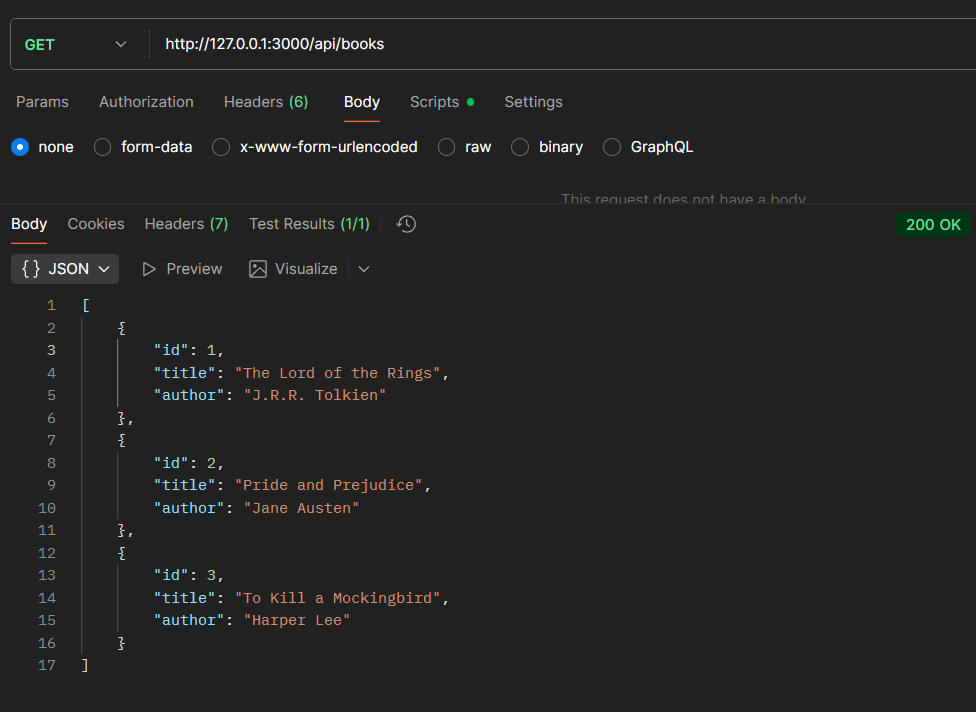 GET http://127.0.0.1:3000/api/books
Params Authorization Headers (6) Body Scripts Settings
none form-data x-www-form-urlencoded raw binary GraphQL
This request does not have a body
Body Cookies Headers (7) Test Results (1/1) 200 OK
{} JSON Preview Visualize
1 [
2 {
3 "id": 1,
4 "title": "The Lord of the Rings",
5 "author": "J.R.R. Tolkien"
6 },
7 {
8 "id": 2,
9 "title": "Pride and Prejudice",
10 "author": "Jane Austen"
11 },
12 {
13 "id": 3,
14 "title": "To Kill a Mockingbird",
15 "author": "Harper Lee"
16 }
17 ]